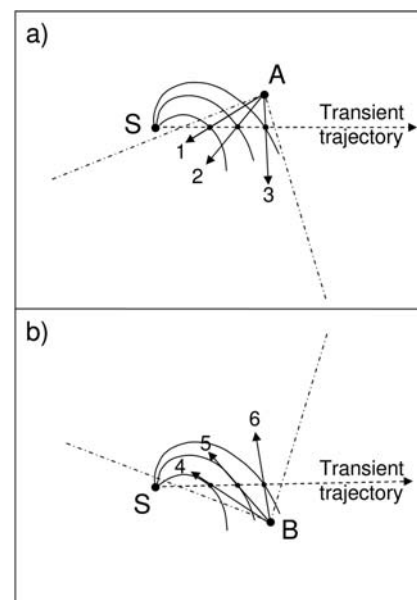 a)
A
S
Transient
trajectory
1
2
3
b)
6
5
4
Transient
trajectory
S
B